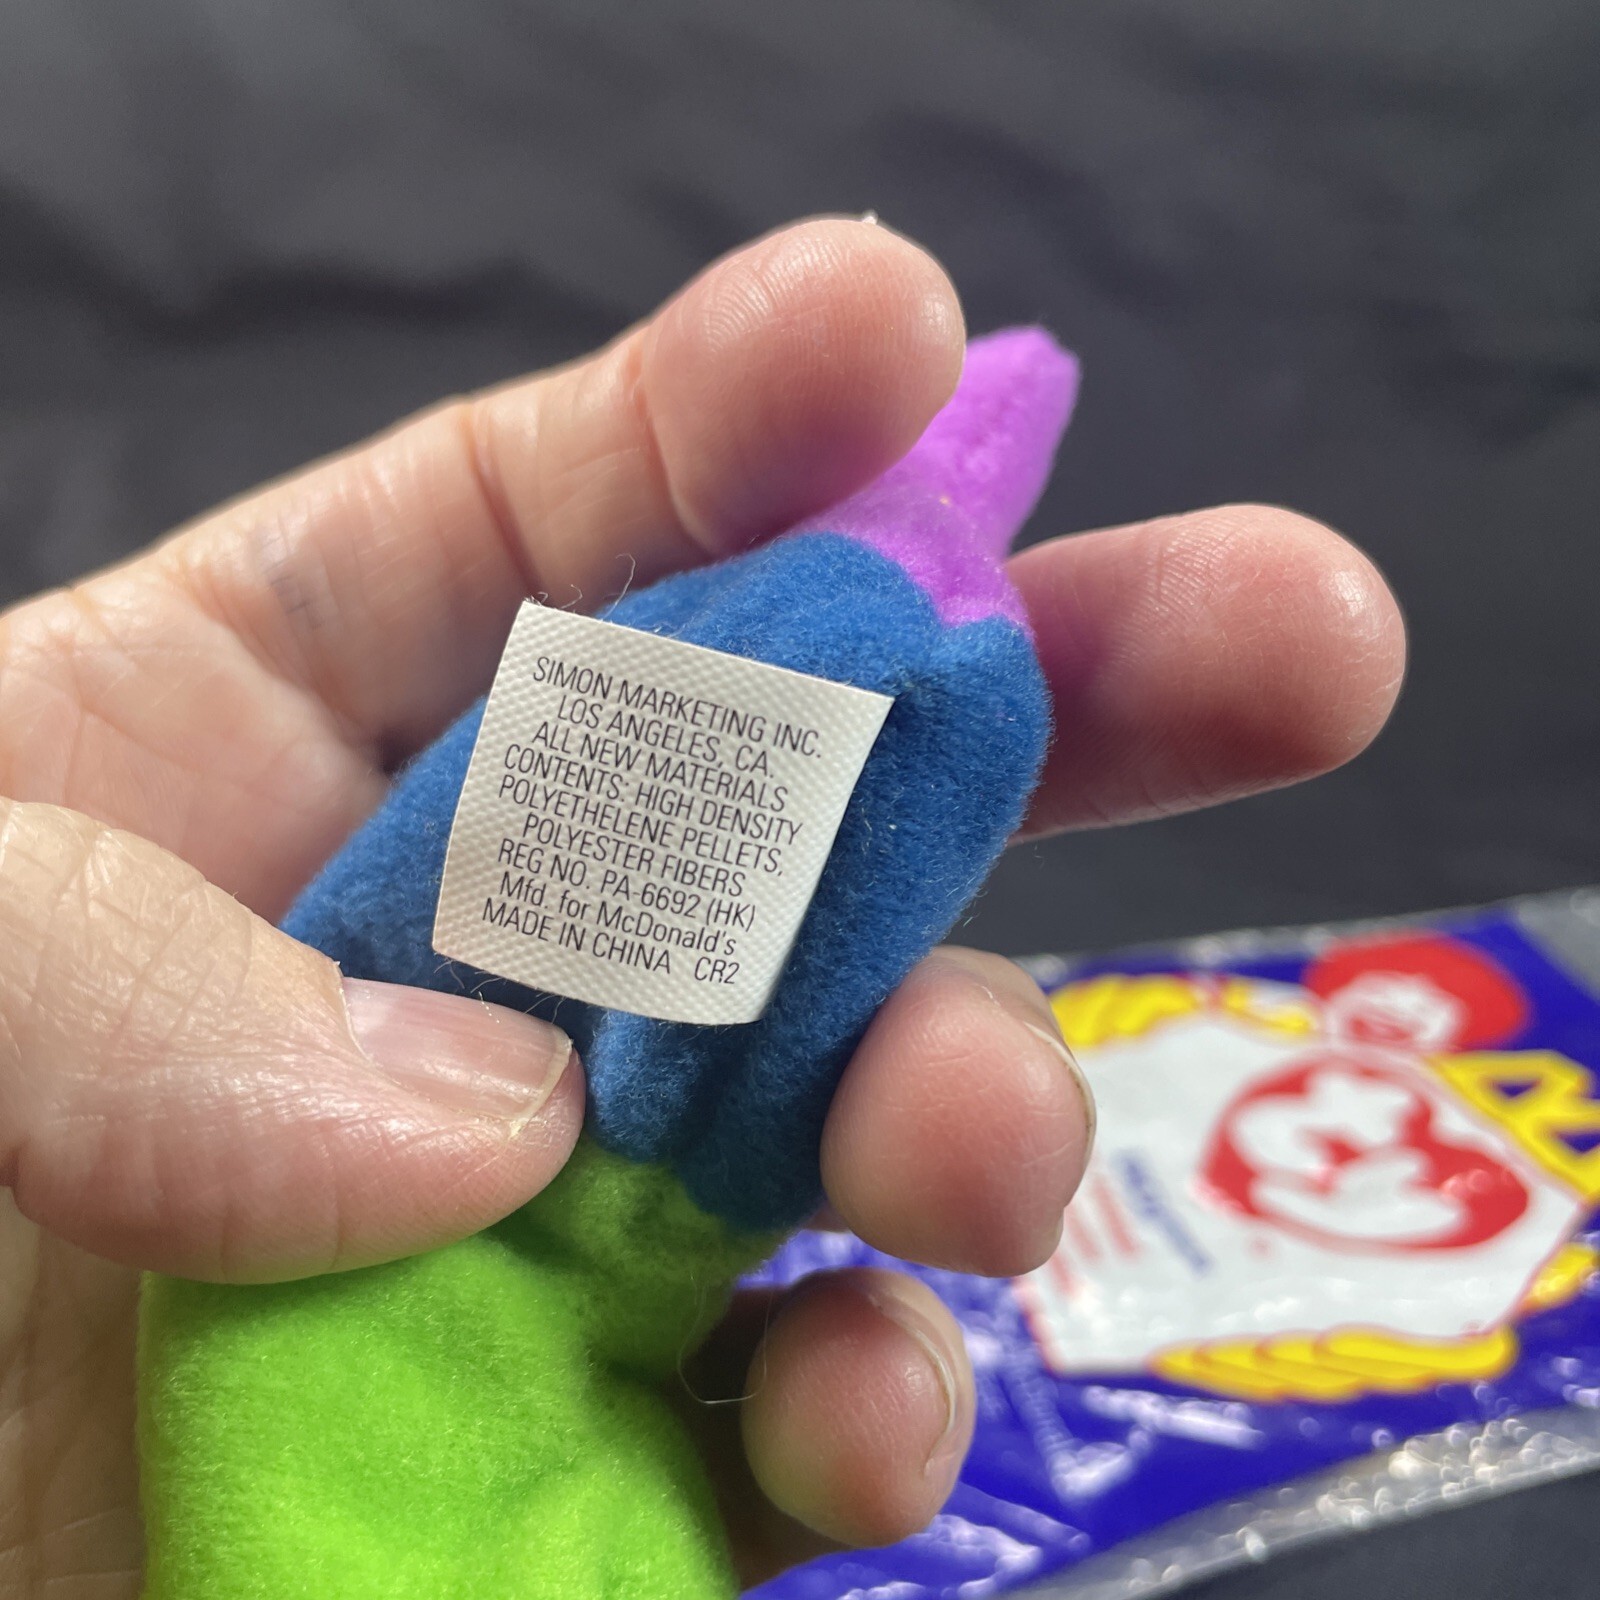 SIMON MARKETING INC.
LOS ANGELES, CA.
ALL NEW MATERIALS
CONTENTS: HIGH DENSITY
POLYETHELENE PELLETS,
POLYESTER FIBERS
REG NO. PA-6692 (HK)
Mfd. for McDonald's
MADE IN CHINA CR2
ty